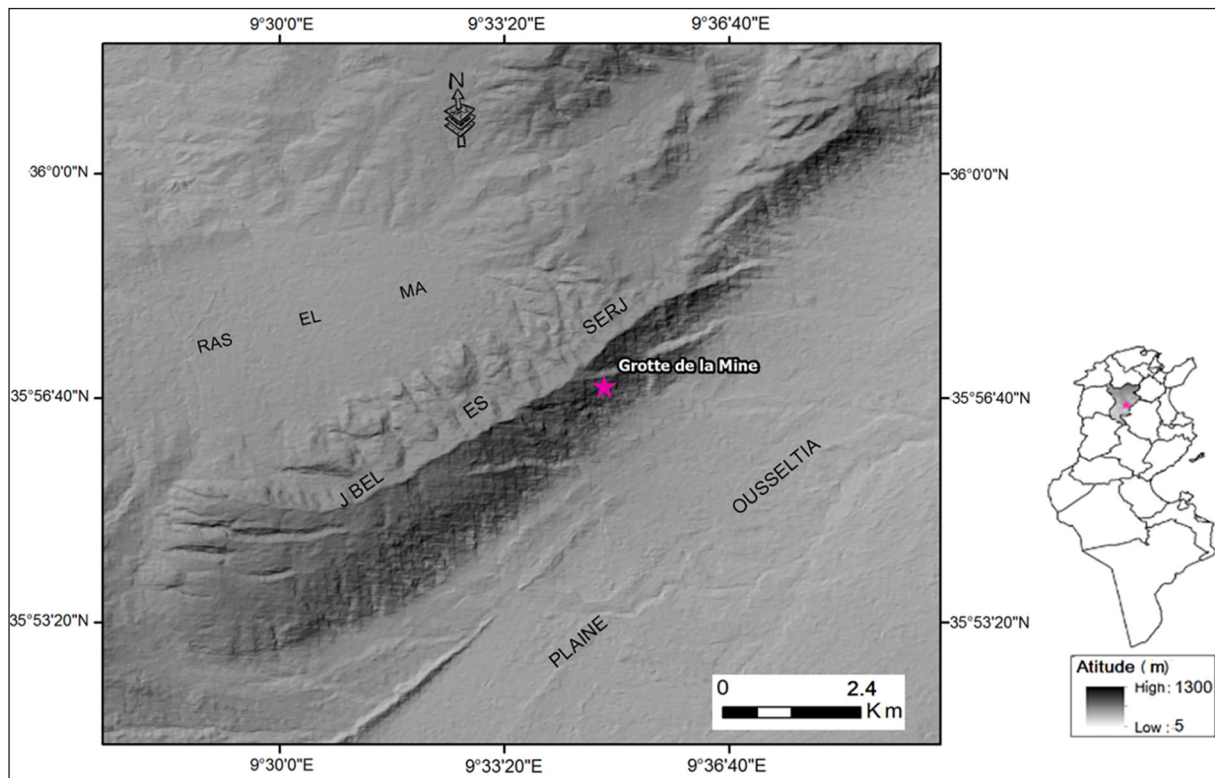 9°30'0"E
9°33'20"E
9°36'40"E
N
36°0'0"N
36°0'0"N
RAS EL MA
SERJ
Grotte de la Mine
35°56'40"N
35°56'40"N
ES
J BEL
OUSSELTIA
35°53'20"N
35°53'20"N
PLAINE
Atitude ( m)
High : 1300
Low : 5
0
2.4
Km
9°30'0"E
9°33'20"E
9°36'40"E